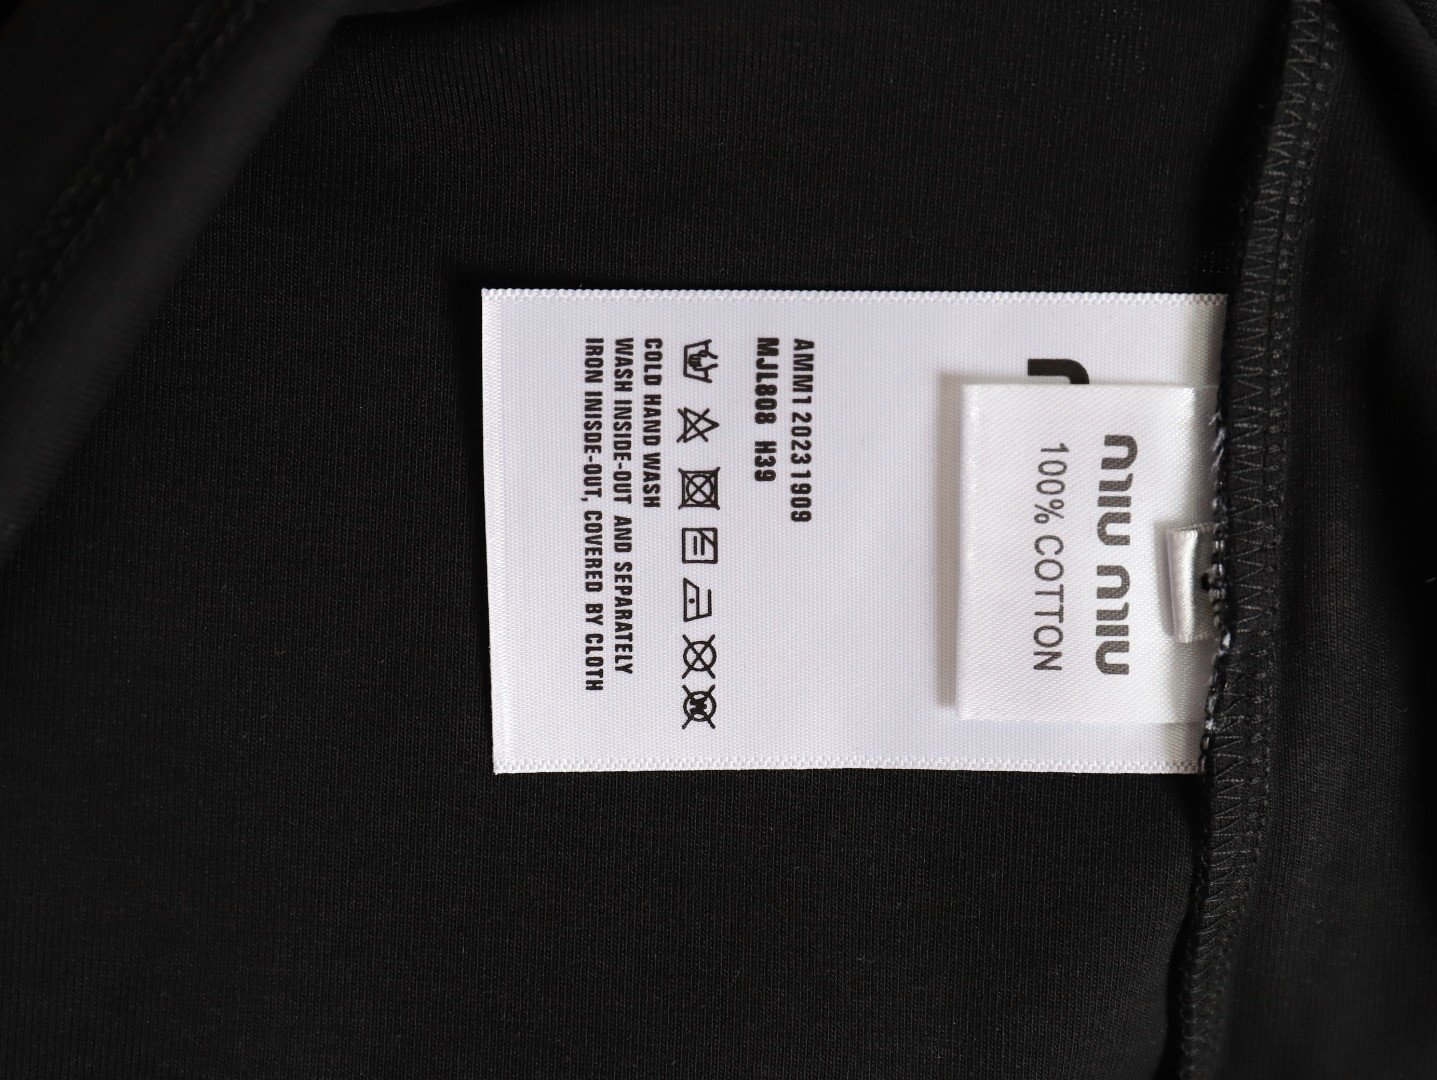 miu miu
100% COTTON
AMM1 20231909
MJL808 H39
COLD HAND WASH
WASH INSIDE-OUT AND SEPARATELY
IRON INISDE-OUT, COVERED BY CLOTH